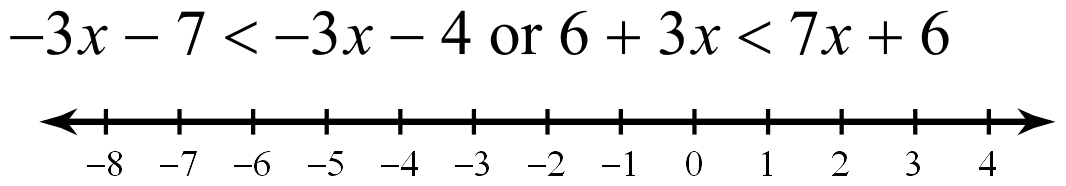 −3x − 7 < −3x − 4 or 6 + 3x < 7x + 6
−8 −7 −6 −5 −4 −3 −2 −1 0 1 2 3 4